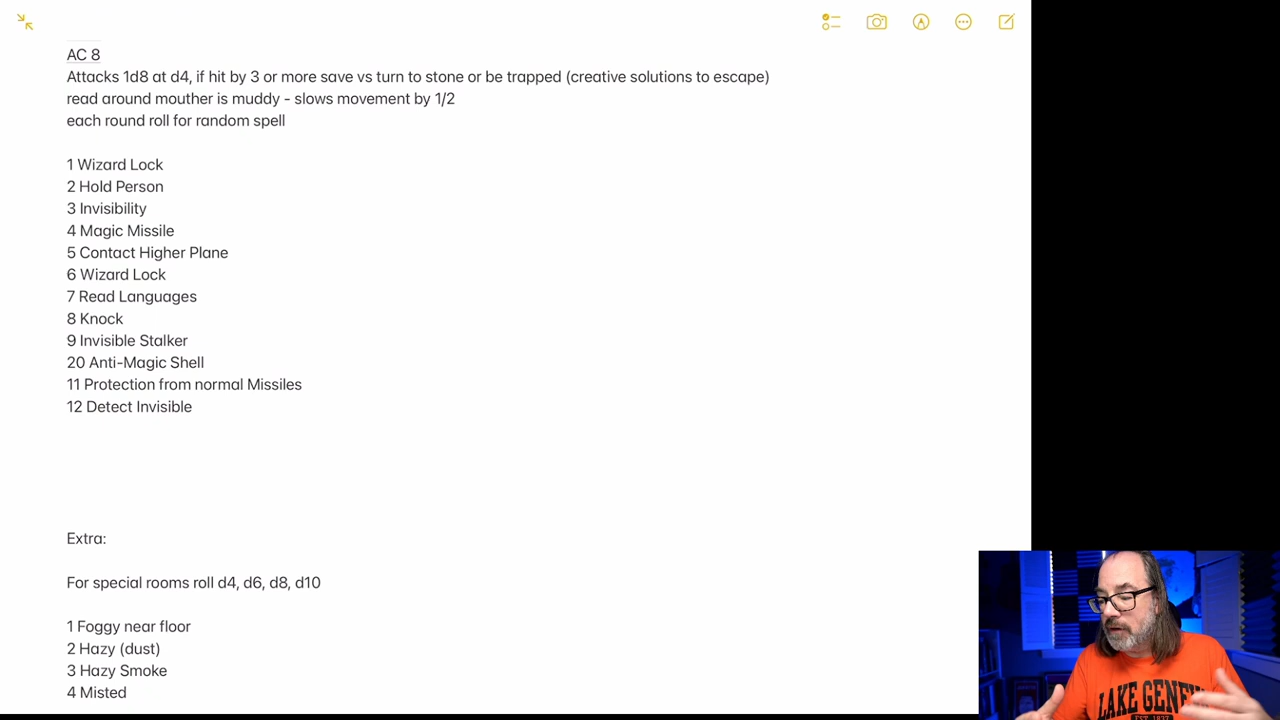 AC 8
Attacks 1d8 at d4, if hit by 3 or more save vs turn to stone or be trapped (creative solutions to escape)
read around mouther is muddy - slows movement by 1/2
each round roll for random spell
1 Wizard Lock
2 Hold Person
3 Invisibility
4 Magic Missile
5 Contact Higher Plane
6 Wizard Lock
7 Read Languages
8 Knock
9 Invisible Stalker
20 Anti-Magic Shell
11 Protection from normal Missiles
12 Detect Invisible
Extra:
For special rooms roll d4, d6, d8, d10
1 Foggy near floor
2 Hazy (dust)
3 Hazy Smoke
4 Misted
LAKE GENEV
EST. 1837